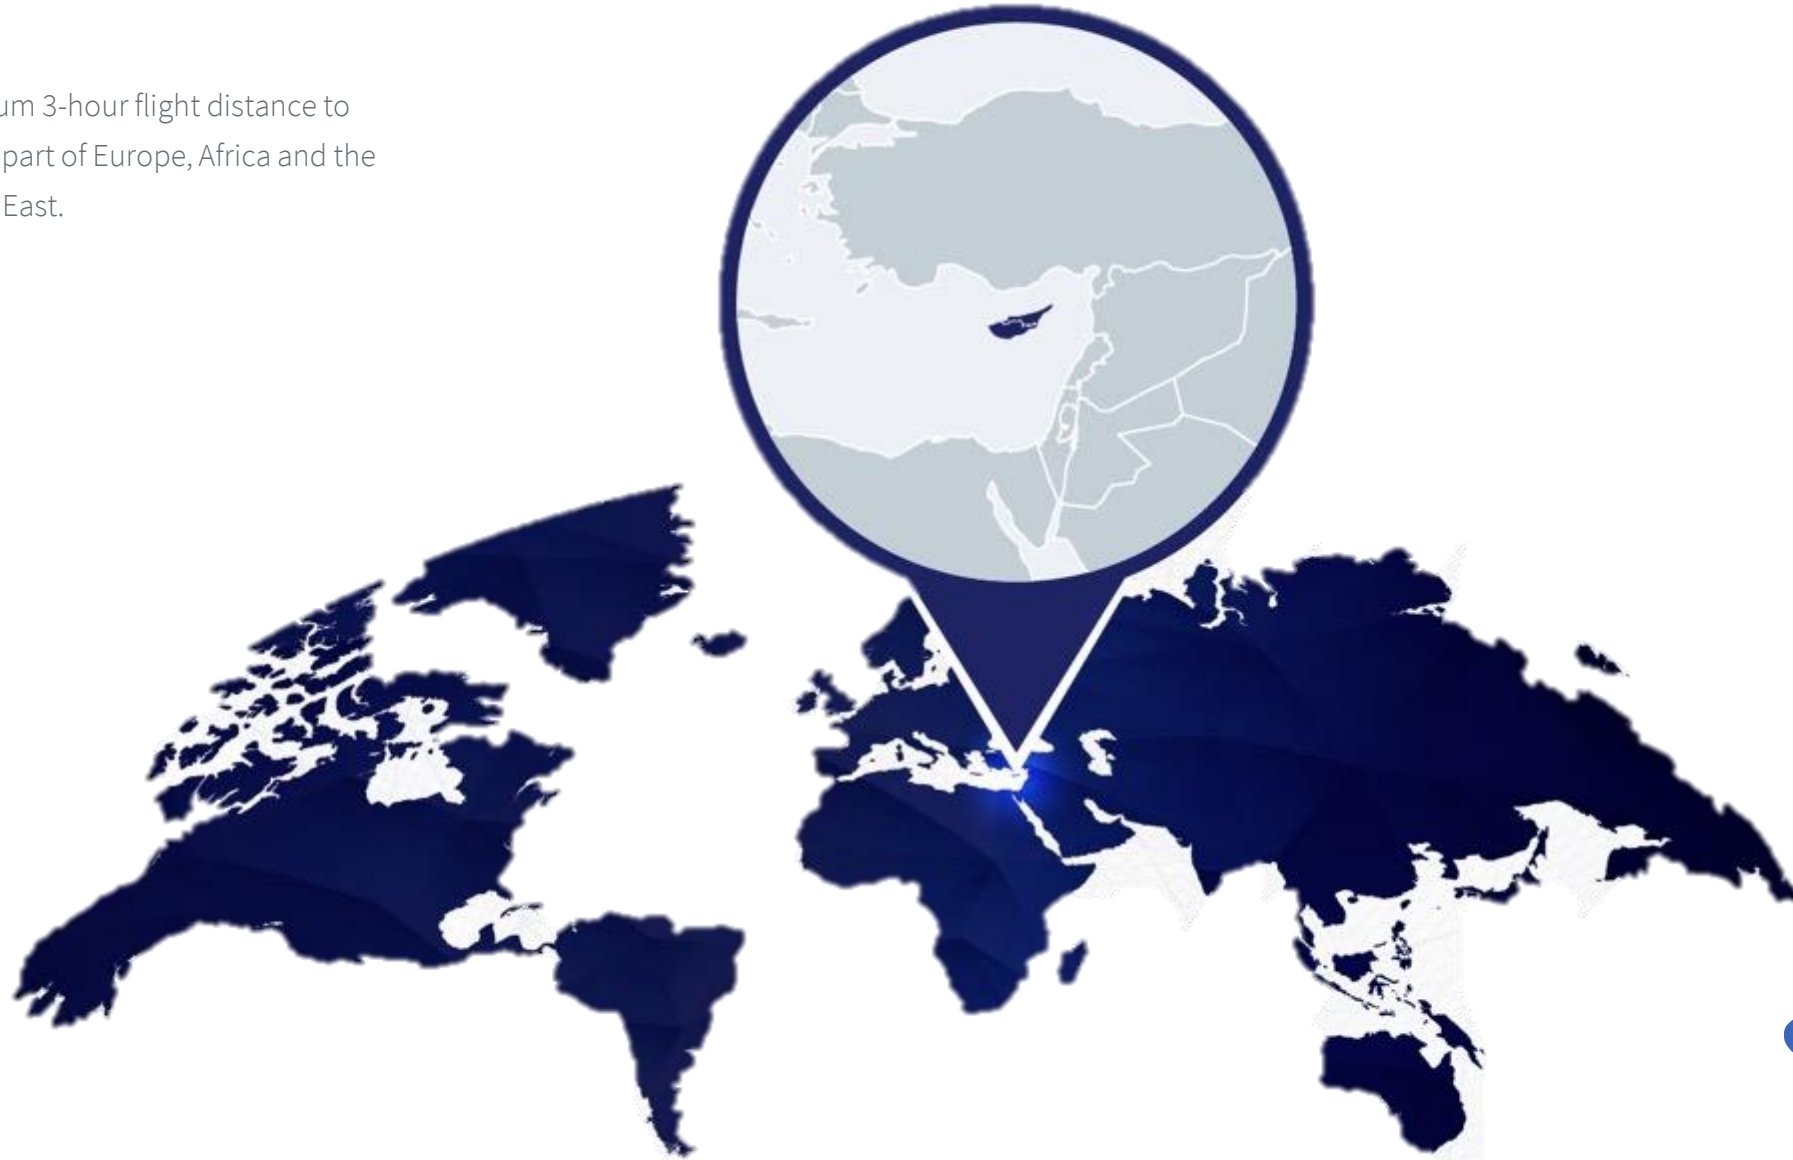 um 3-hour flight distance to
part of Europe, Africa and the
East.